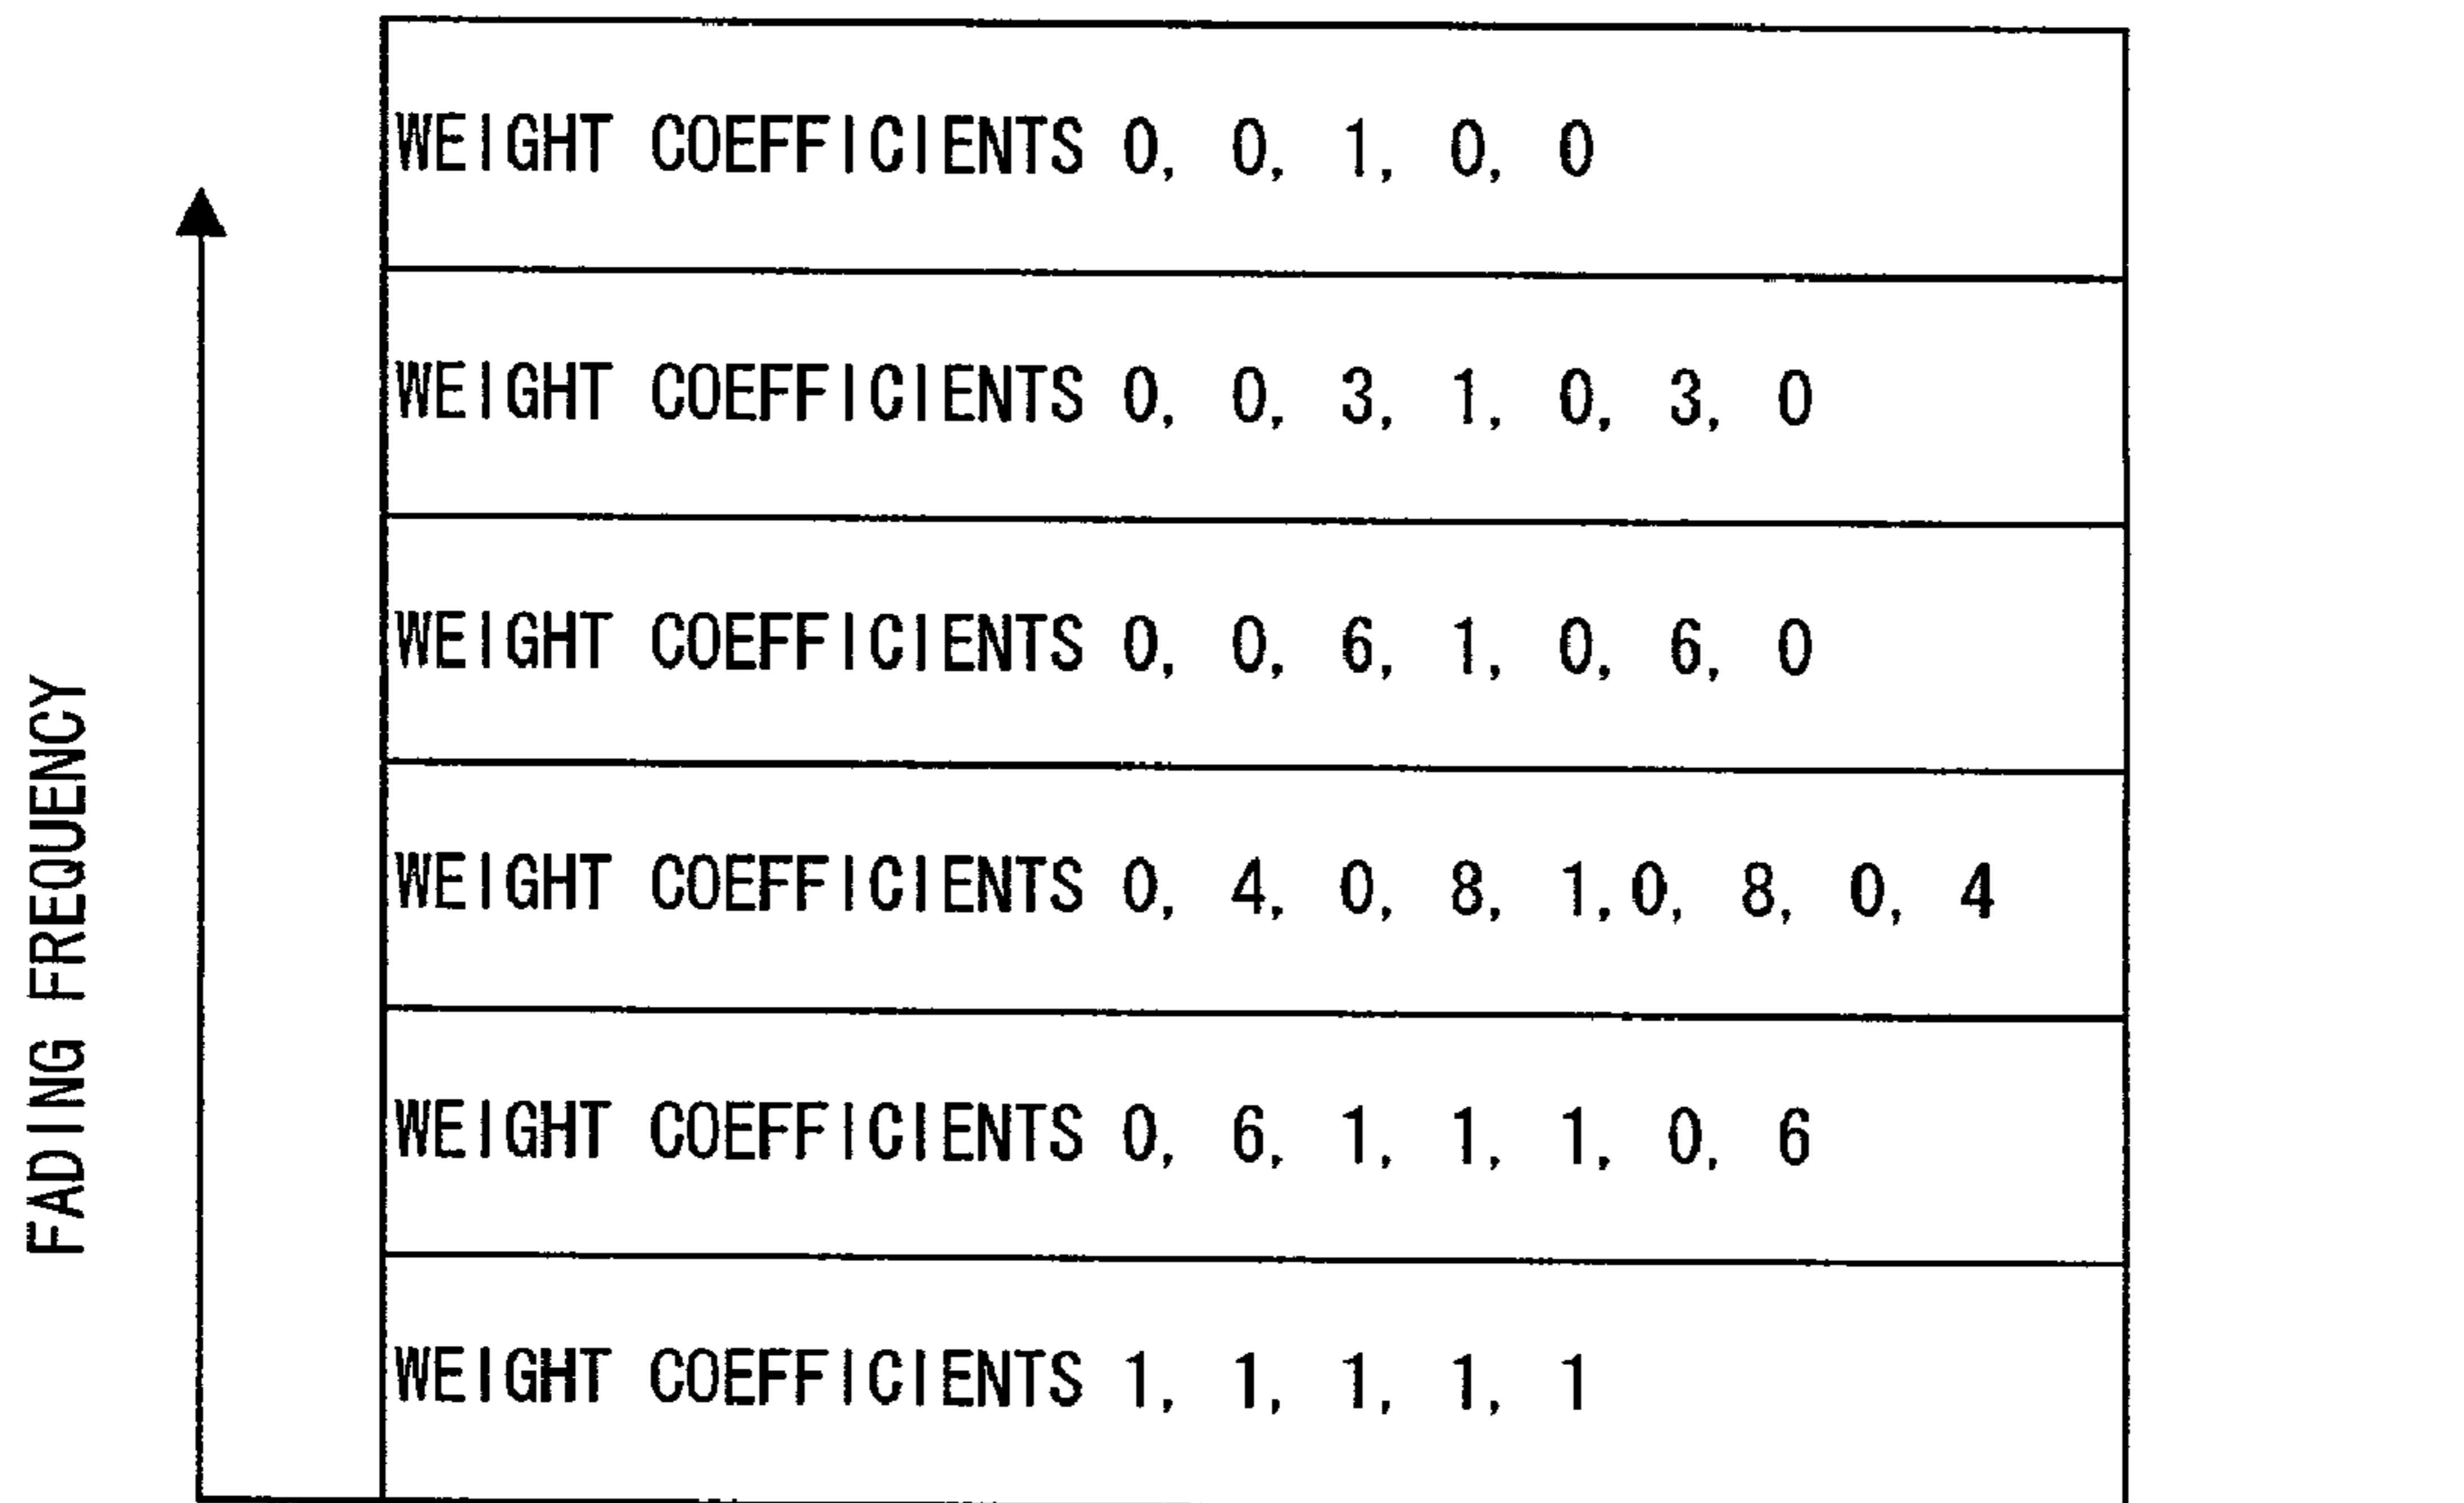 WEIGHT COEFFICIENTS 0, 0, 1, 0, 0
WEIGHT COEFFICIENTS 0, 0, 3, 1, 0, 3, 0
WEIGHT COEFFICIENTS 0, 0, 6, 1, 0, 6, 0
WEIGHT COEFFICIENTS 0, 4, 0, 8, 1, 0, 8, 0, 4
WEIGHT COEFFICIENTS 0, 6, 1, 1, 1, 0, 6
WEIGHT COEFFICIENTS 1, 1, 1, 1, 1
FADING FREQUENCY